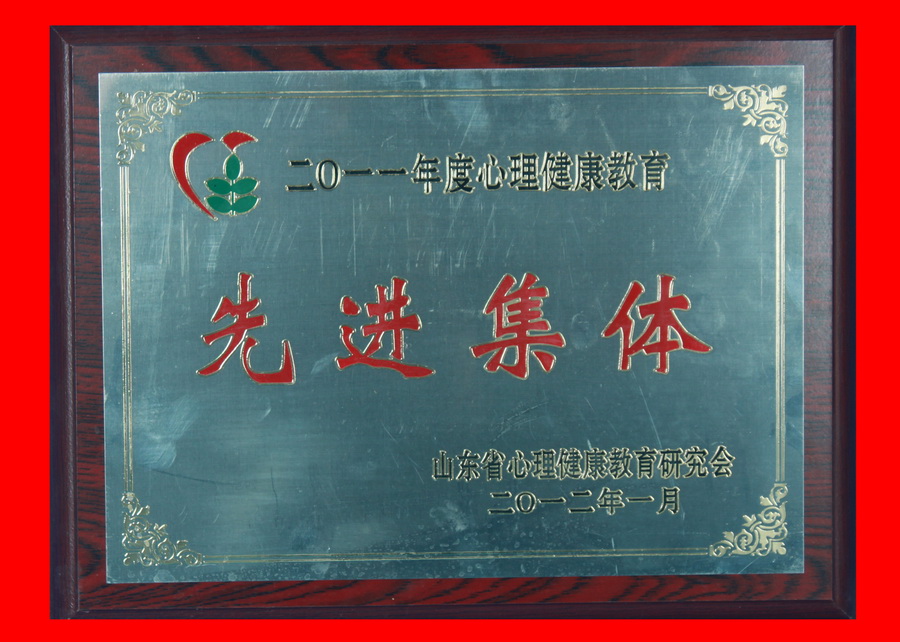 二〇一一年度心理健康教育
先进集体
山东省心理健康教育研究会
二〇一二年一月